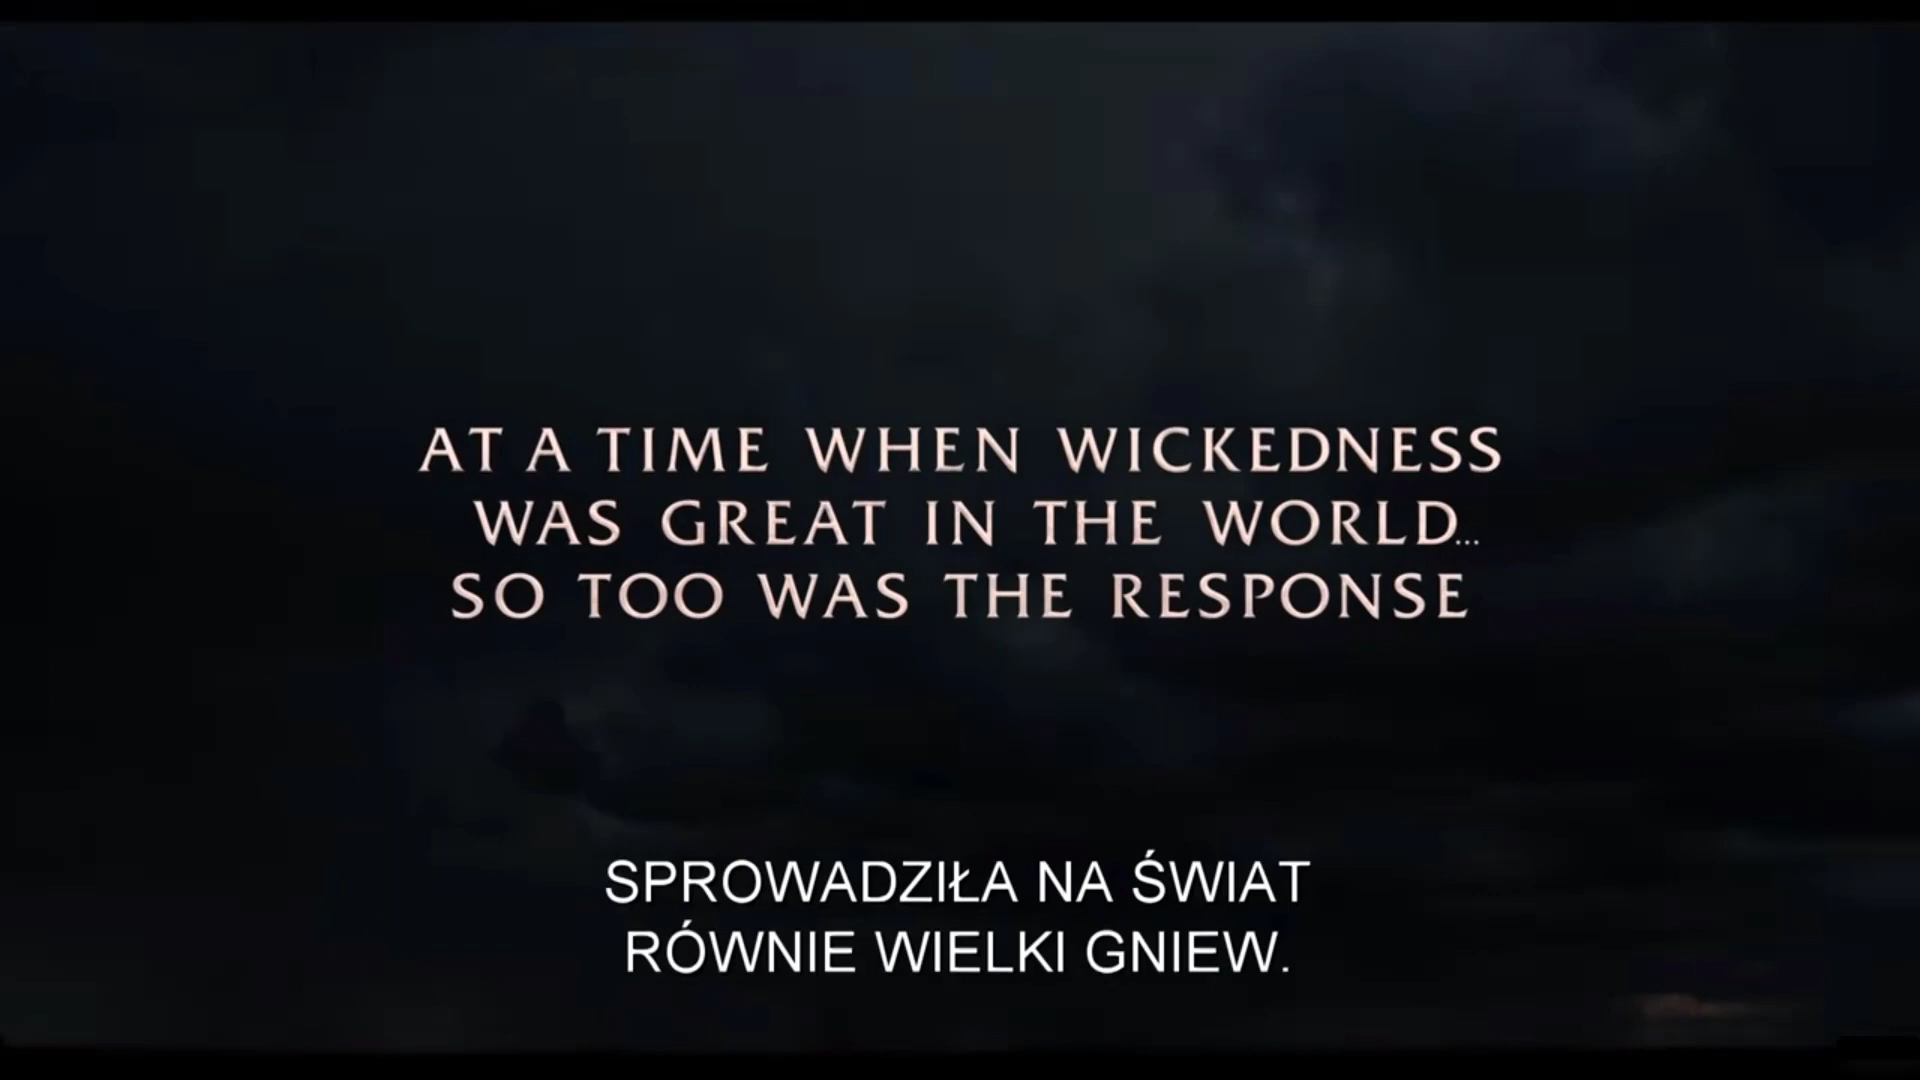 AT A TIME WHEN WICKEDNESS
WAS GREAT IN THE WORLD...
SO TOO WAS THE RESPONSE
SPROWADZIŁA NA ŚWIAT
RÓWNIE WIELKI GNIEW.